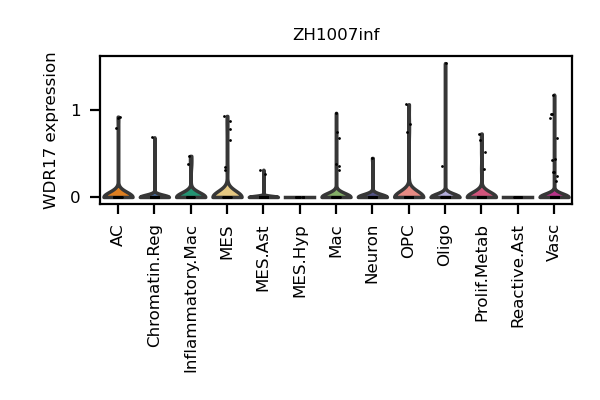 ZH1007inf
WDR17 expression
1
0
AC
Chromatin.Reg
Inflammatory.Mac
MES
MES.Ast
MES.Hyp
Mac
Neuron
OPC
Oligo
Prolif.Metab
Reactive.Ast
Vasc